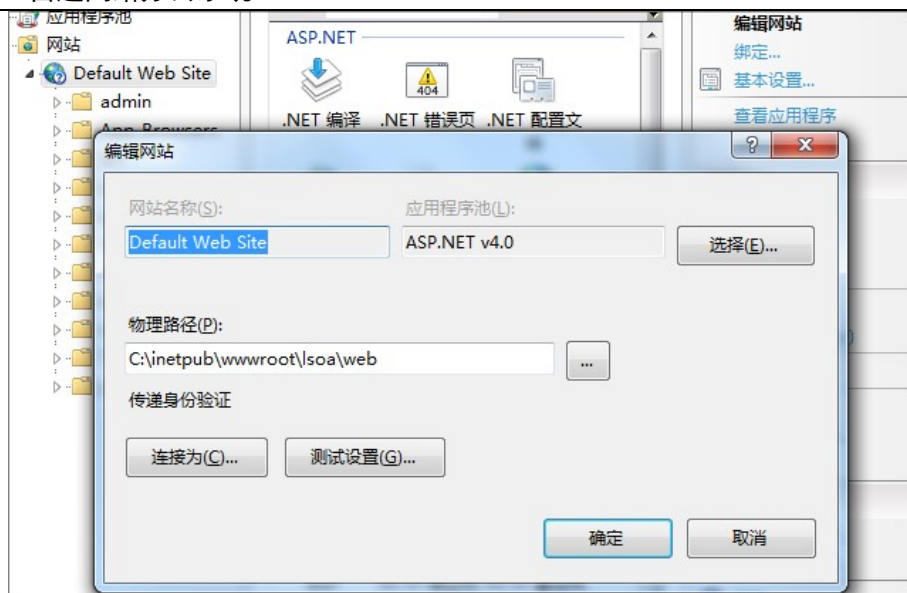 应用程序池
网站
Default Web Site
admin
App_Browsers
ASP.NET
404
.NET 编译
.NET 错误页
.NET 配置文
编辑网站
绑定...
基本设置...
查看应用程序
编辑网站
网站名称(S):
应用程序池(L):
Default Web Site
ASP.NET v4.0
选择(E)...
物理路径(P):
C:\inetpub\wwwroot\lsoa\web
...
传递身份验证
连接为(C)...
测试设置(G)...
确定
取消